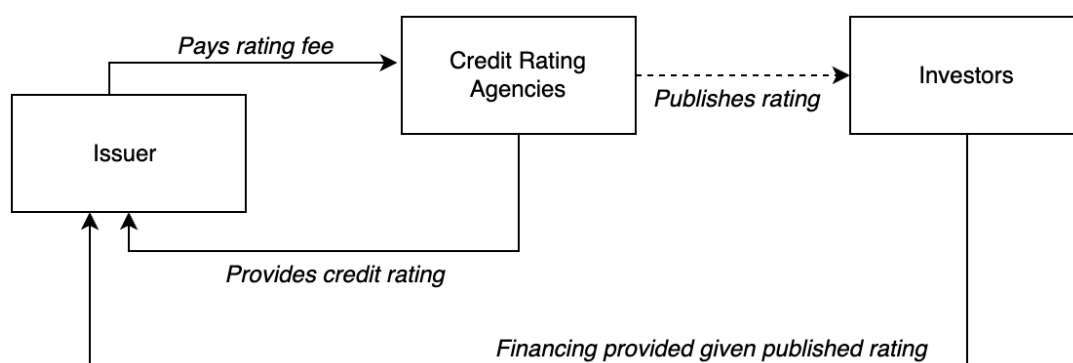 Pays rating fee
Credit Rating
Agencies
Investors
Publishes rating
Issuer
Provides credit rating
Financing provided given published rating